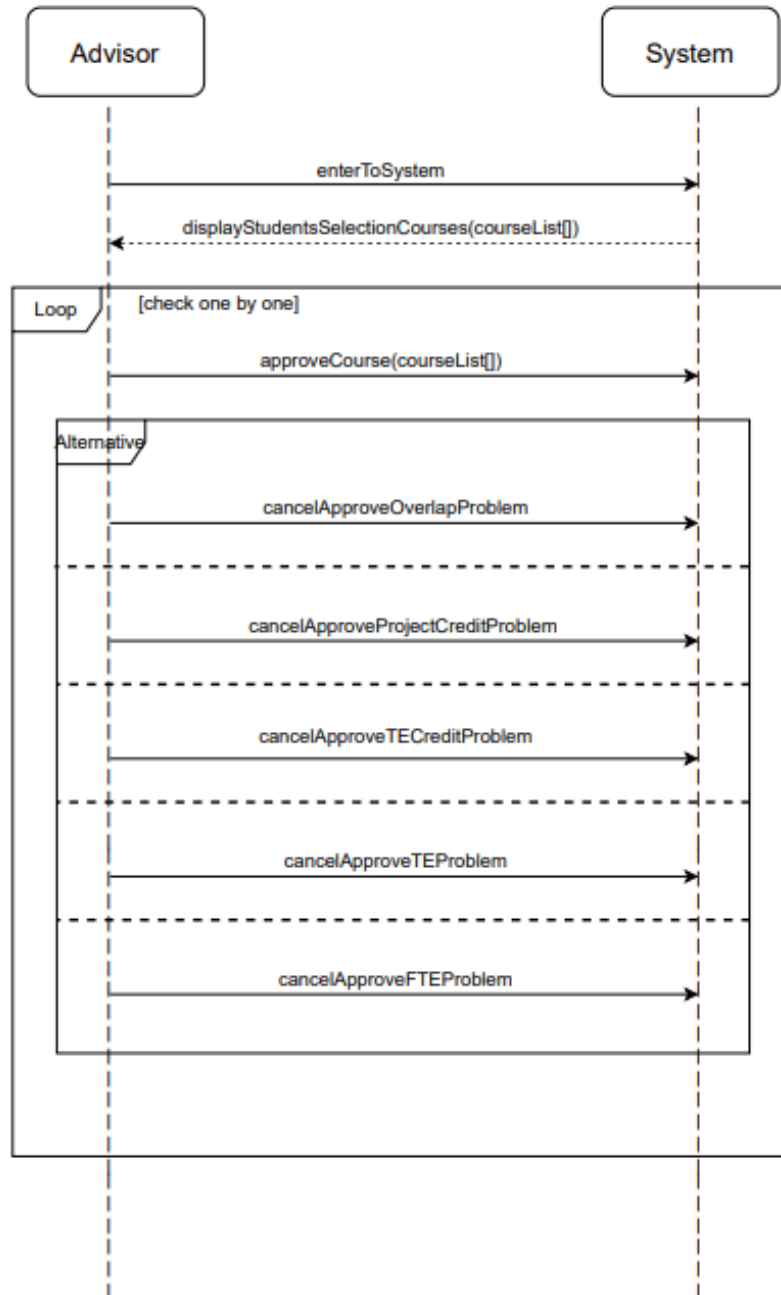 Advisor
System
enterToSystem
displayStudentsSelectionCourses(courseList[])
Loop
[check one by one]
approveCourse(courseList[])
Alternative
cancelApproveOverlapProblem
cancelApproveProjectCreditProblem
cancelApproveTECreditProblem
cancelApproveTEProblem
cancelApproveFTEProblem